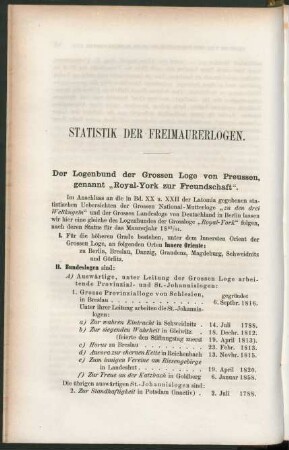 STATISTIK DER FREIMAURERLOGEN.
Der Logenbund der Grossen Loge von Preussen,
genannt „Royal-York zur Freundschaft“.
Im Anschluss an die in Bd. XX u. XXII der Latomia gegebenen sta-
tistischen Uebersichten der Grossen National-Mutterloge „zu den drei
Weltkugeln“ und der Grossen Landesloge von Deutschland in Berlin lassen
wir hier eine gleiche des Logenbundes der Grossloge „Royal-York“ folgen,
nach deren Status für das Maurerjahr
I. Für die höheren Grade bestehen, unter dem Innersten Orient der
Grossen Loge, an folgenden Orten Innere Oriente:
zu Berlin, Breslau, Danzig, Graudenz, Magdeburg, Schweidnitz
und Görlitz.
II. Bundeslogen sind:
A) Auswärtige, unter Leitung der Grossen Loge arbei-
tende Provinzial- und St.-Johannislogen:
1. Grosse Provinzialloge von Schlesien, gegründet
in Breslau 6. Septbr. 1816.
Unter ihrer Leitung arbeiten die St.-Johannis-
logen:
a) Zur wahren Eintracht in Schweidnitz 14. Juli 1788.
b) Zur siegenden Wahrheit in Gleiwitz 18. Decbr. 1812.
(feierte den Stiftungstag meist 19. April 1813).
c) Horus zu Breslau 22. Febr. 1813.
d) Aurora zur ehernen Kette in Reichenbach 13. Novbr. 1815.
e) Zum innigen Vereine am Riesengebirge
in Landeshut 19. April 1820.
f) Zur Treue an der Katzbach in Goldberg 6. Januar 1858.
Die übrigen auswärtigen St.-Johannislogen sind:
2. Zur Standhaftigkeit in Potsdam (inactiv) 2. Juli 1788.